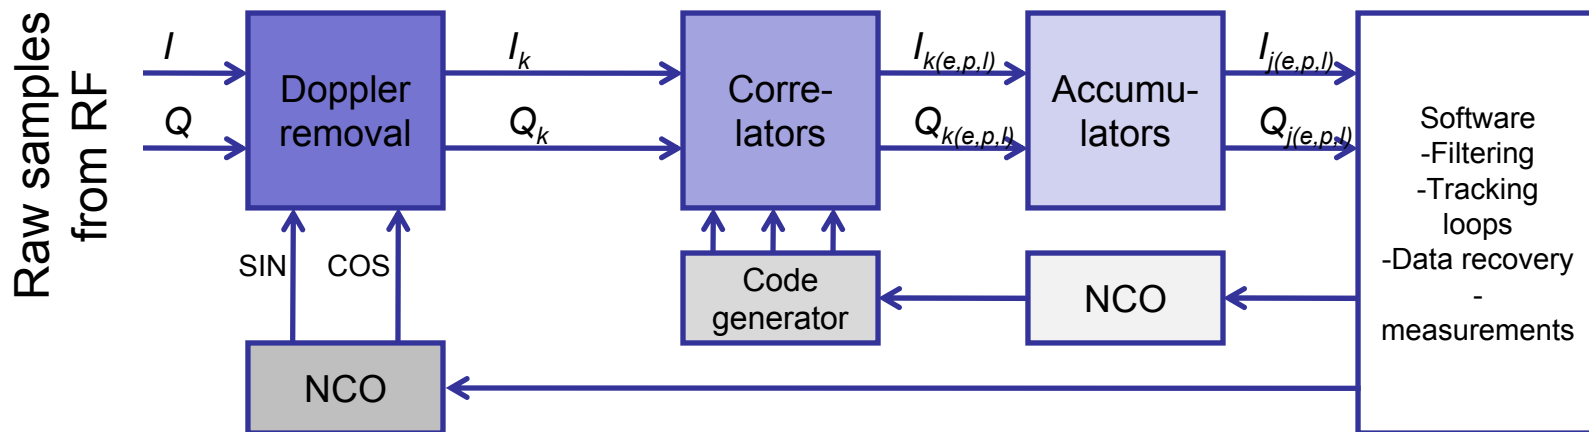 Raw samples
from RF
I
Q
Doppler
removal
SIN
COS
NCO
I_k
Q_k
Corre-
lators
Code
generator
I_k(e,p,l)
Q_k(e,p,l)
Accumu-
lators
NCO
I_j(e,p,l)
Q_j(e,p,l)
Software
-Filtering
-Tracking
loops
-Data recovery
-
measurements